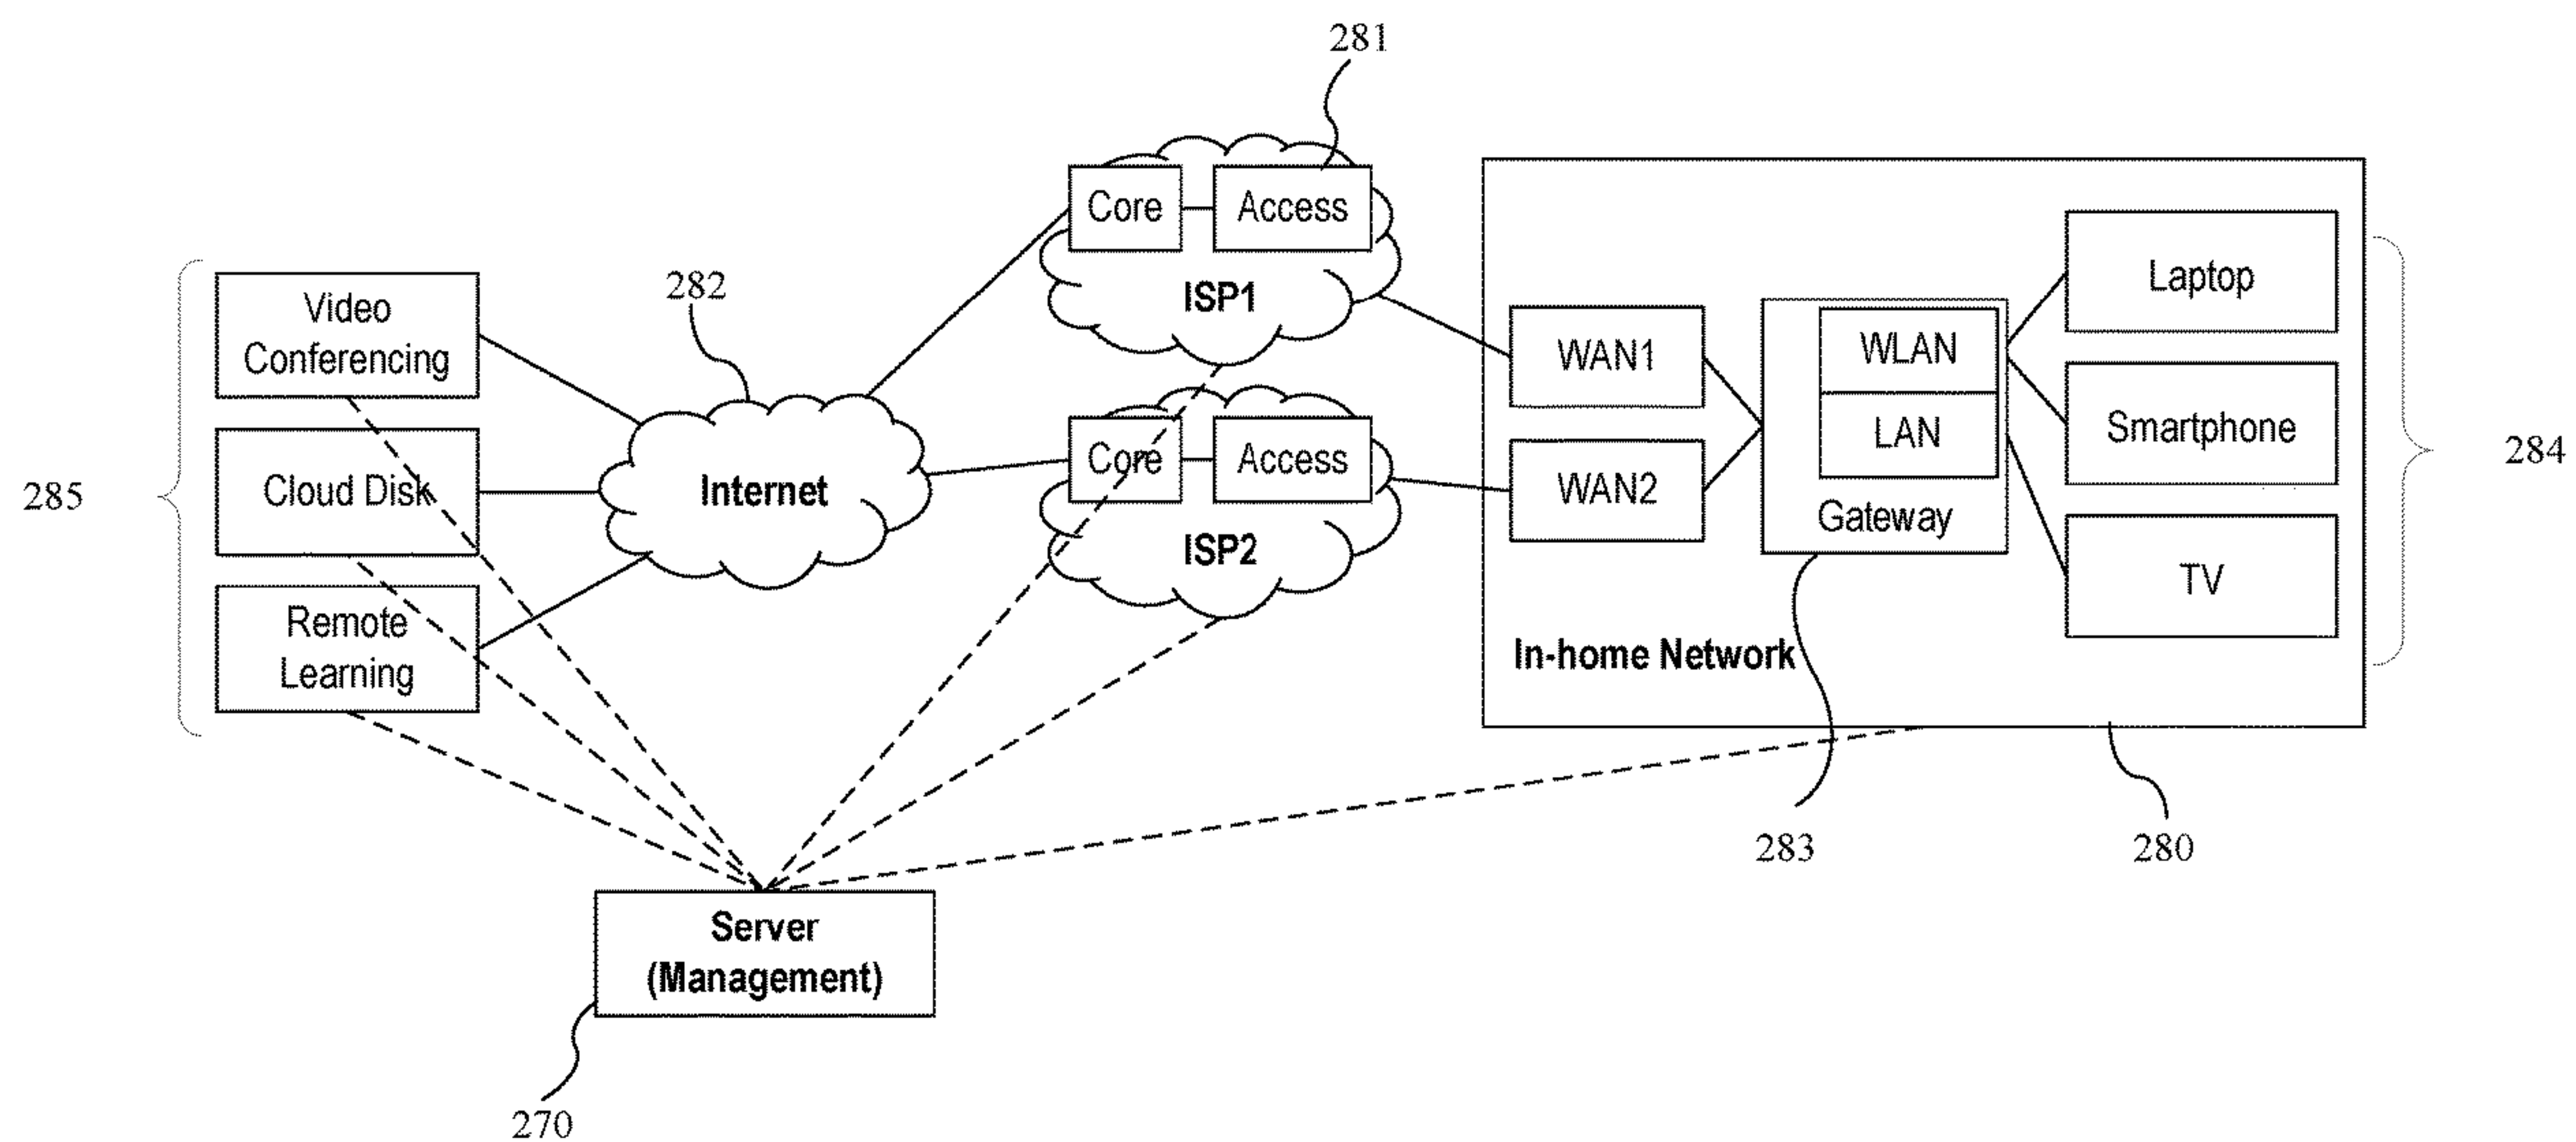 281
Core
Access
ISP1
282
Video
Conferencing
Cloud Disk
Remote
Learning
285
Internet
Core
Access
ISP2
WAN1
WAN2
WLAN
LAN
Gateway
Laptop
Smartphone
TV
284
In-home Network
283
280
Server
(Management)
270